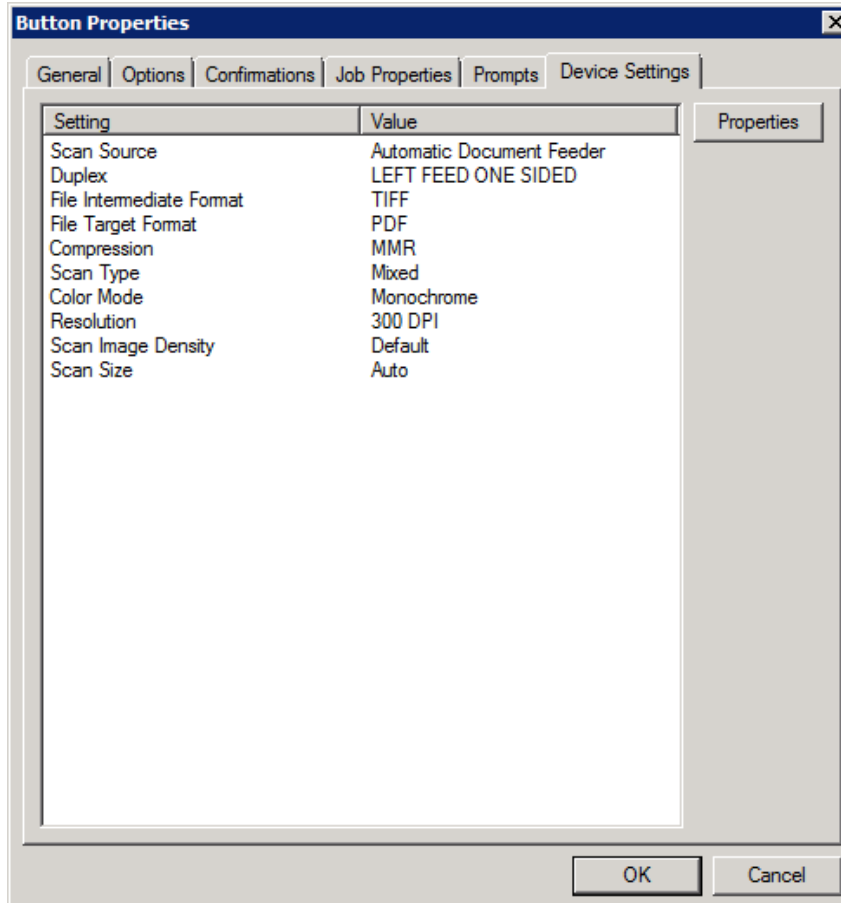 Button Properties
General Options Confirmations Job Properties Prompts Device Settings
Setting Value Properties
Scan Source Automatic Document Feeder
Duplex LEFT FEED ONE SIDED
File Intermediate Format TIFF
File Target Format PDF
Compression MMR
Scan Type Mixed
Color Mode Monochrome
Resolution 300 DPI
Scan Image Density Default
Scan Size Auto
OK Cancel